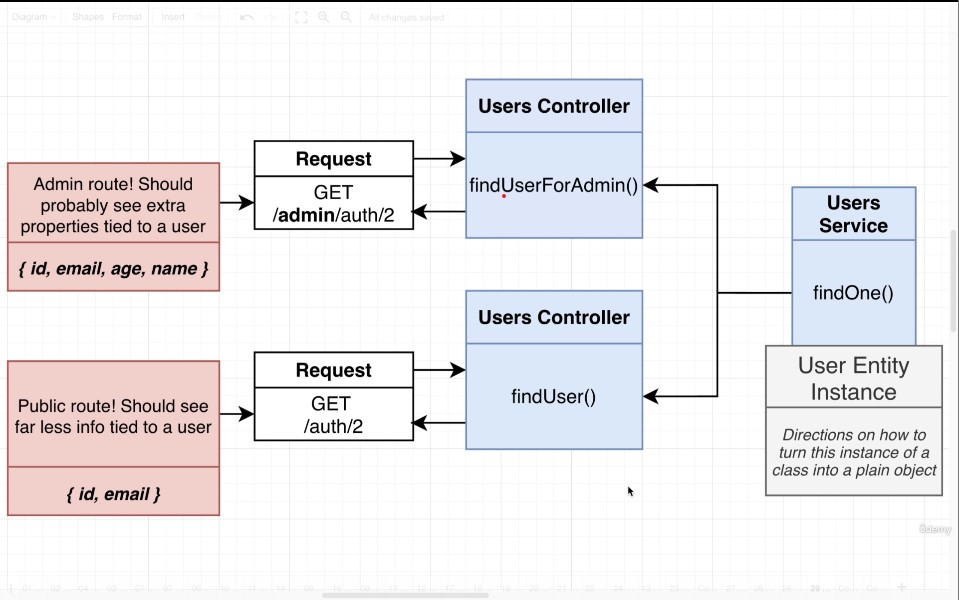 Diagram
Shapes
Format
Insert
All changes saved
Users Controller
Request
findUserForAdmin()
GET
/admin/auth/2
Admin route! Should
probably see extra
properties tied to a user
{ id, email, age, name }
Users
Service
findOne()
Users Controller
Request
findUser()
GET
/auth/2
Public route! Should see
far less info tied to a user
{ id, email }
User Entity
Instance
Directions on how to
turn this instance of a
class into a plain object
ûdemy